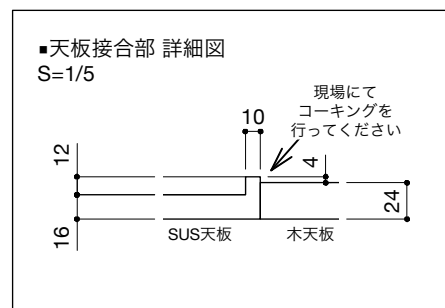 ■天板接合部 詳細図
S=1/5
現場にて
コーキングを
行ってください
10
12
4
24
16
SUS天板
木天板